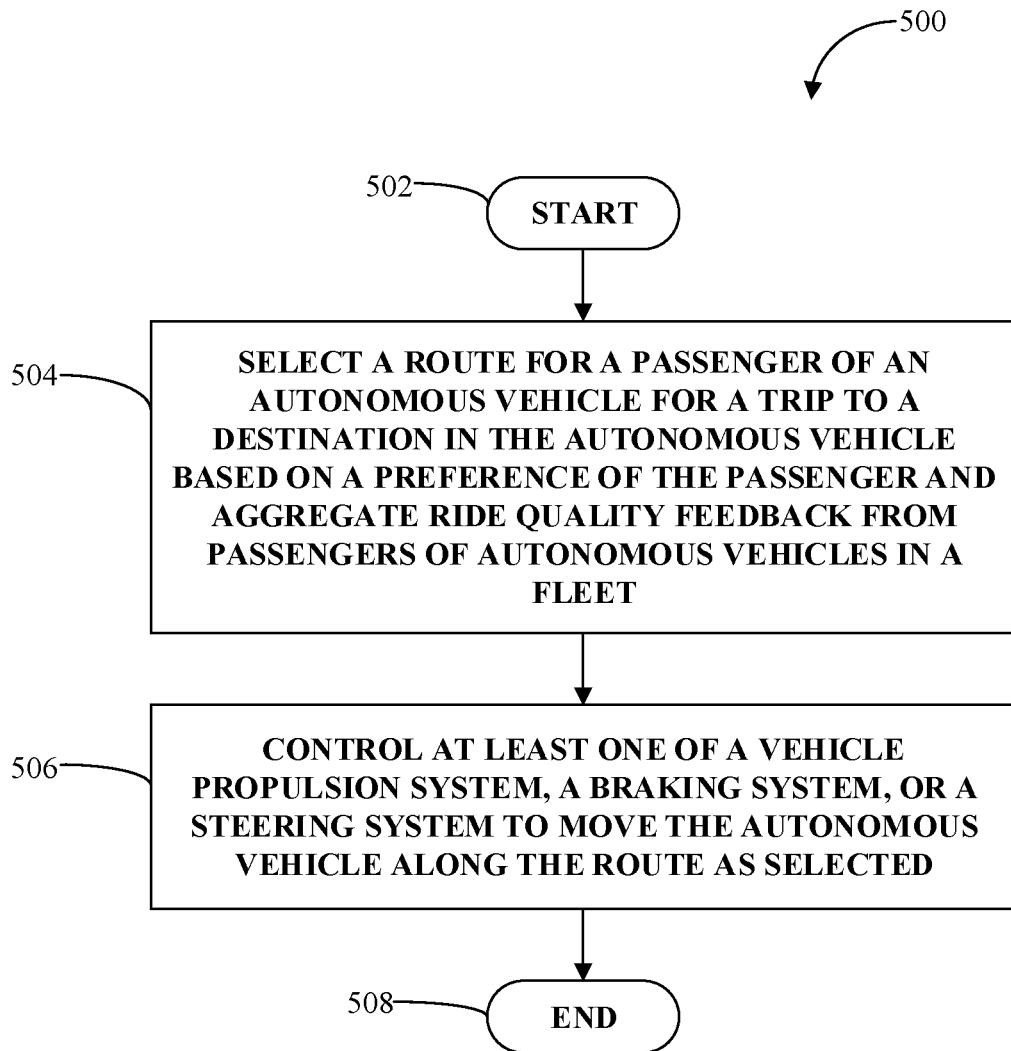 500
502
START
504
SELECT A ROUTE FOR A PASSENGER OF AN
AUTONOMOUS VEHICLE FOR A TRIP TO A
DESTINATION IN THE AUTONOMOUS VEHICLE
BASED ON A PREFERENCE OF THE PASSENGER AND
AGGREGATE RIDE QUALITY FEEDBACK FROM
PASSENGERS OF AUTONOMOUS VEHICLES IN A
FLEET
506
CONTROL AT LEAST ONE OF A VEHICLE
PROPULSION SYSTEM, A BRAKING SYSTEM, OR A
STEERING SYSTEM TO MOVE THE AUTONOMOUS
VEHICLE ALONG THE ROUTE AS SELECTED
508
END